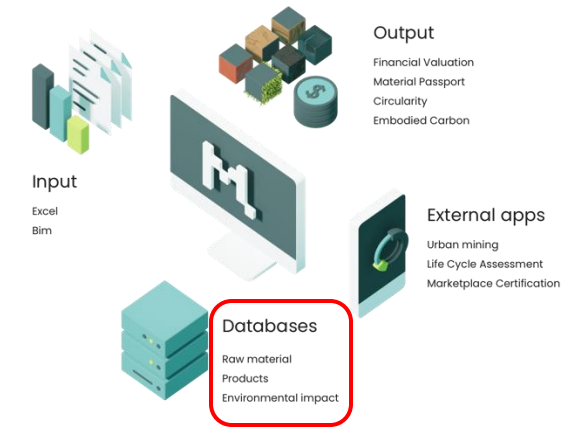 Output
Financial Valuation
Material Passport
Circularity
Embodied Carbon
Input
Excel
Bim
External apps
Urban mining
Life Cycle Assessment
Marketplace Certification
Databases
Raw material
Products
Environmental impact
M.
$